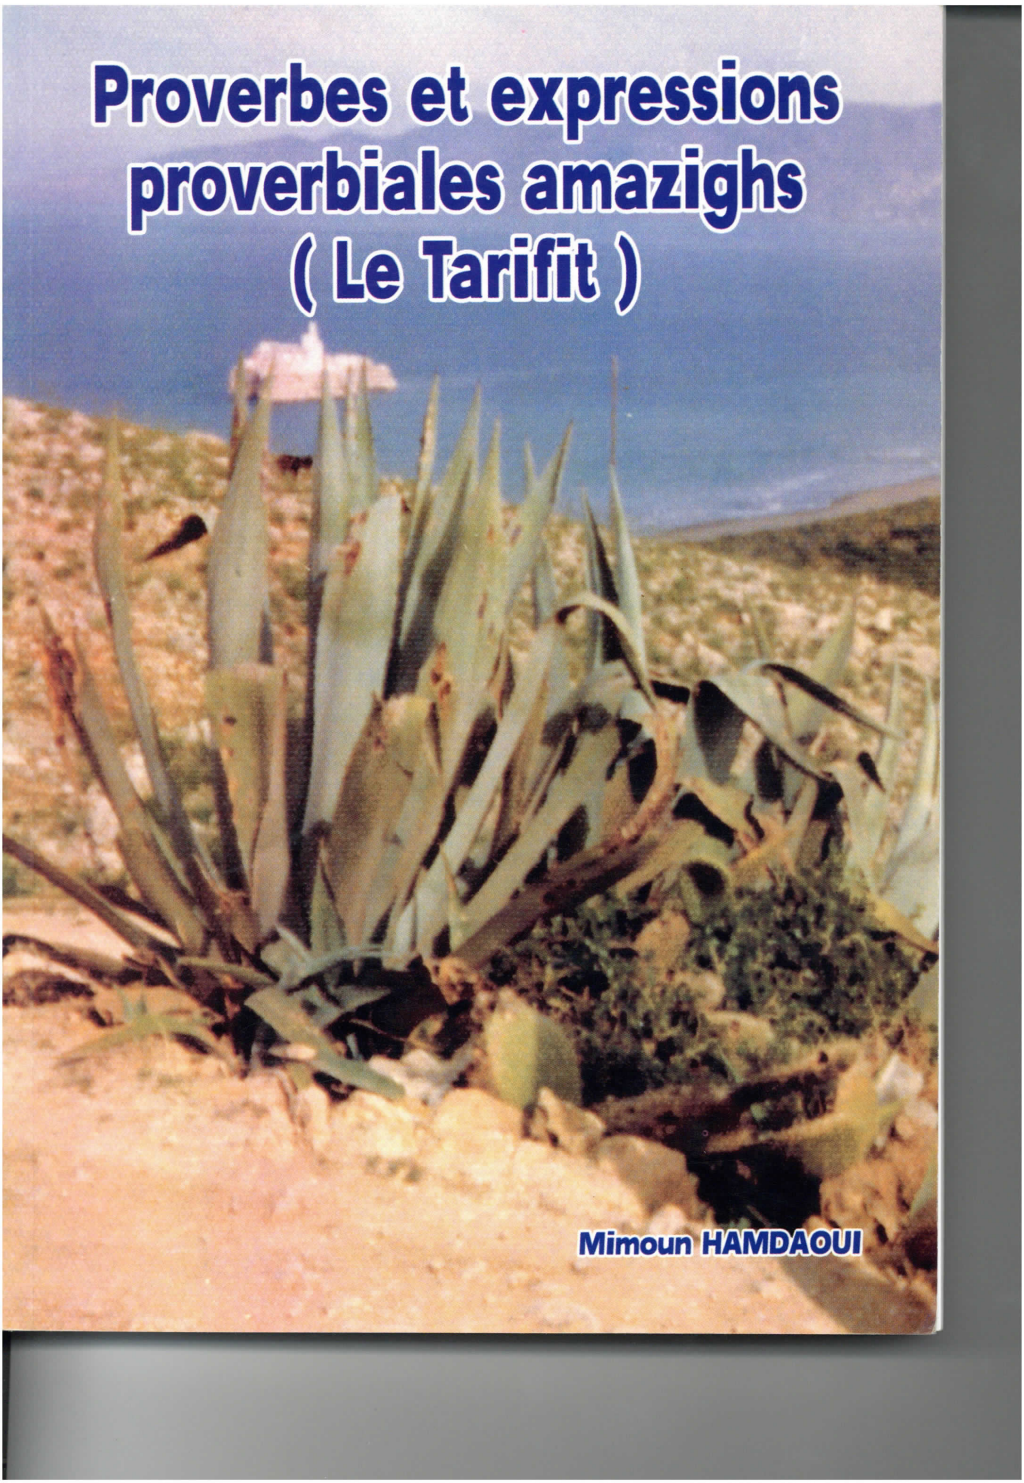 Proverbes et expressions
proverbiales amazighs
( Le Tarifit )
Mimoun HAMDAOUI